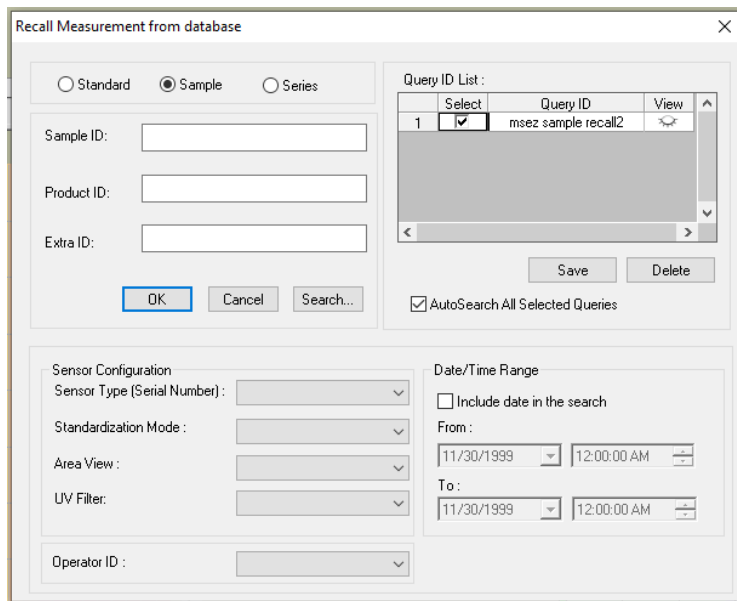 Recall Measurement from database
Standard Sample Series
Sample ID:
Product ID:
Extra ID:
OK Cancel Search...
Query ID List :
Select Query ID View
1 msez sample recall2
Save Delete
AutoSearch All Selected Queries
Sensor Configuration
Sensor Type (Serial Number) :
Standardization Mode :
Area View :
UV Filter:
Operator ID :
Date/Time Range
Include date in the search
From :
11/30/1999 12:00:00 AM
To :
11/30/1999 12:00:00 AM